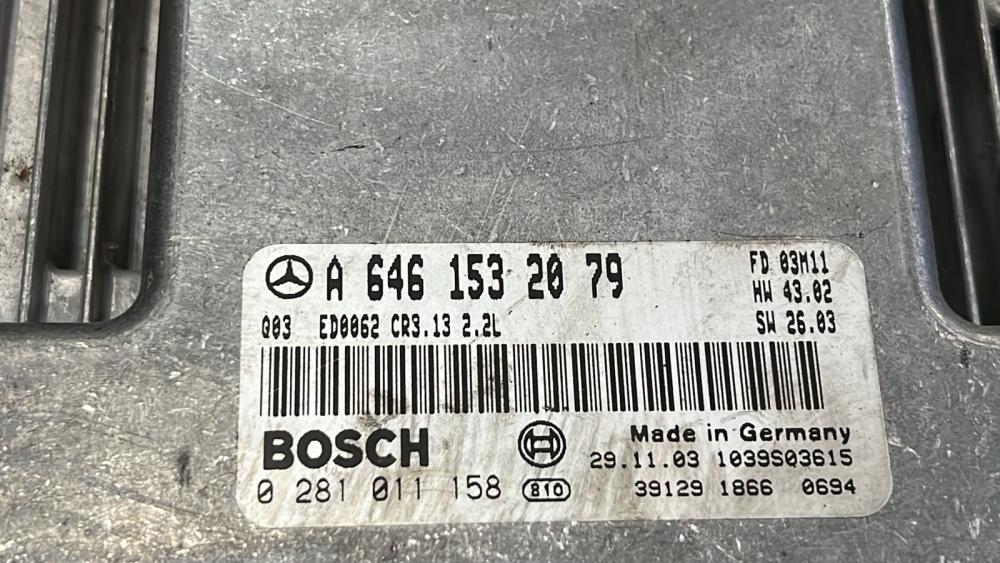 A 646 153 20 79
FD 03M11
HW 43.02
Q03 ED0062 CR3.13 2.2L
SW 26.03
BOSCH
Made in Germany
29.11.03 1039S03615
0 281 011 158 810
39129 1866 0694